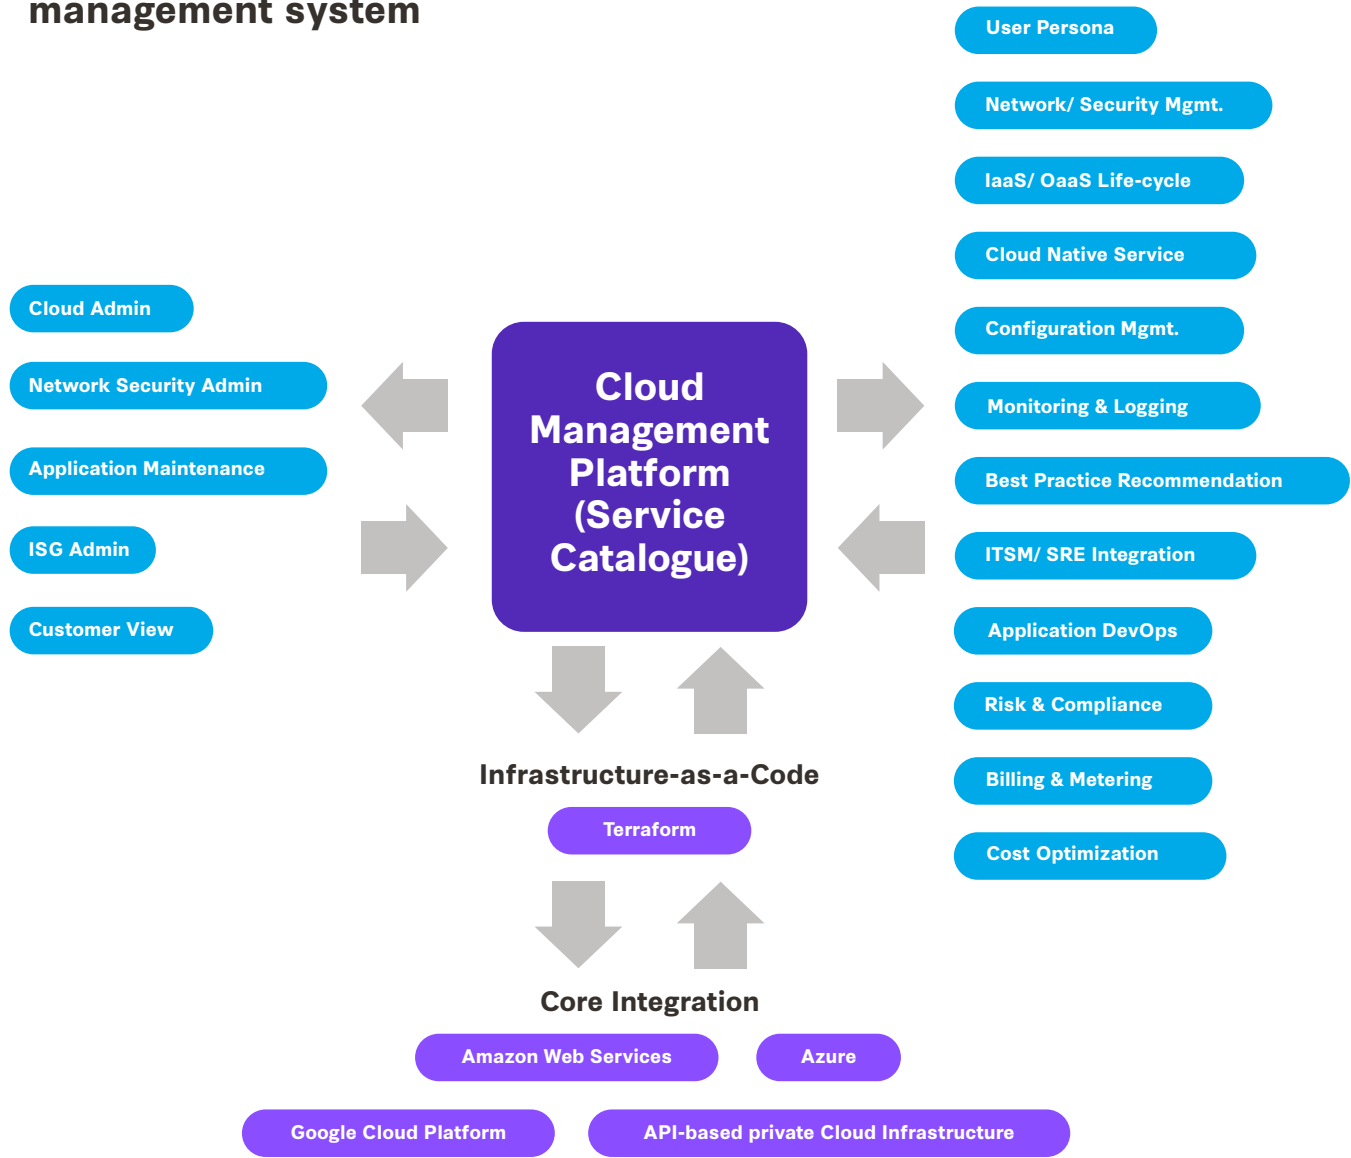 management system
Cloud Admin
Network Security Admin
Application Maintenance
ISG Admin
Customer View
Cloud
Management
Platform
(Service
Catalogue)
User Persona
Network/ Security Mgmt.
IaaS/ OaaS Life-cycle
Cloud Native Service
Configuration Mgmt.
Monitoring & Logging
Best Practice Recommendation
ITSM/ SRE Integration
Application DevOps
Risk & Compliance
Billing & Metering
Cost Optimization
Infrastructure-as-a-Code
Terraform
Core Integration
Amazon Web Services
Azure
Google Cloud Platform
API-based private Cloud Infrastructure